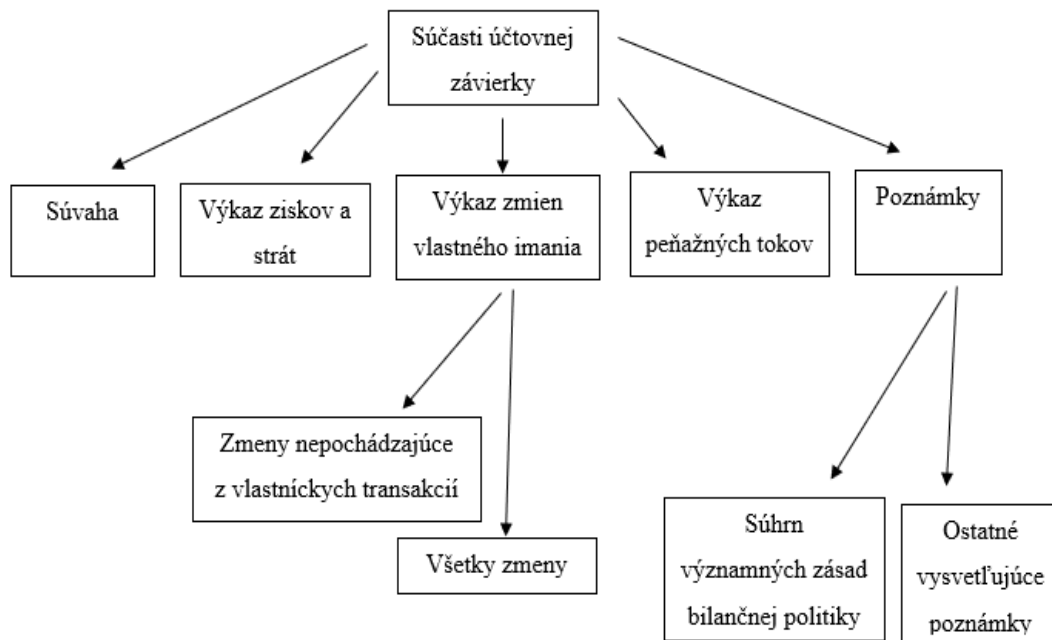 Súčasti účtovnej
závierky
Súvaha
Výkaz ziskov a
strát
Výkaz zmien
vlastného imania
Výkaz
peňažných tokov
Poznámky
Zmeny nepochádzajúce
z vlastníckych transakcií
Všetky zmeny
Súhrn
významných zásad
bilančnej politiky
Ostatné
vysvetľujúce
poznámky